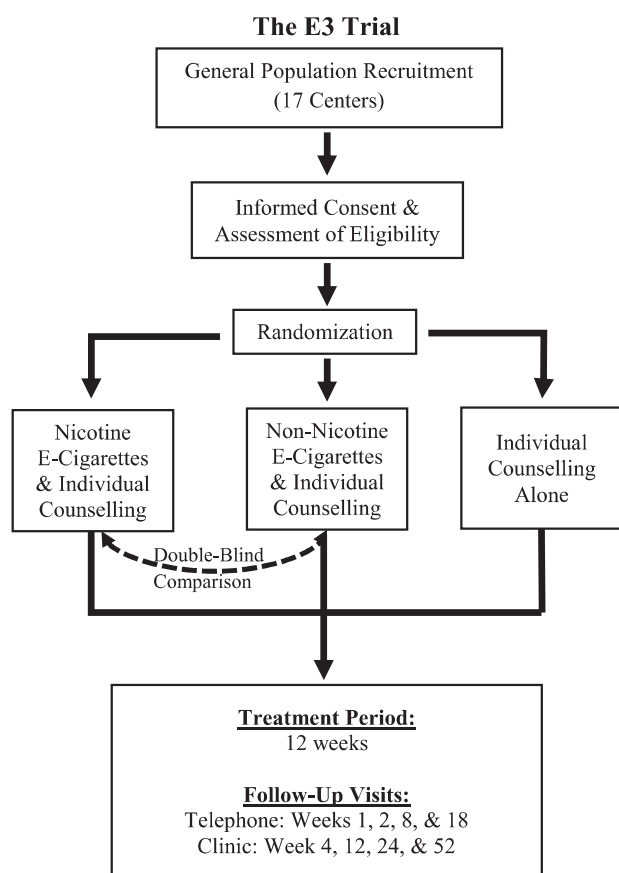 The E3 Trial
General Population Recruitment
(17 Centers)
Informed Consent &
Assessment of Eligibility
Randomization
Nicotine
E-Cigarettes
& Individual
Counselling
Non-Nicotine
E-Cigarettes
& Individual
Counselling
Individual
Counselling
Alone
Double-Blind
Comparison
Treatment Period:
12 weeks
Follow-Up Visits:
Telephone: Weeks 1, 2, 8, & 18
Clinic: Week 4, 12, 24, & 52